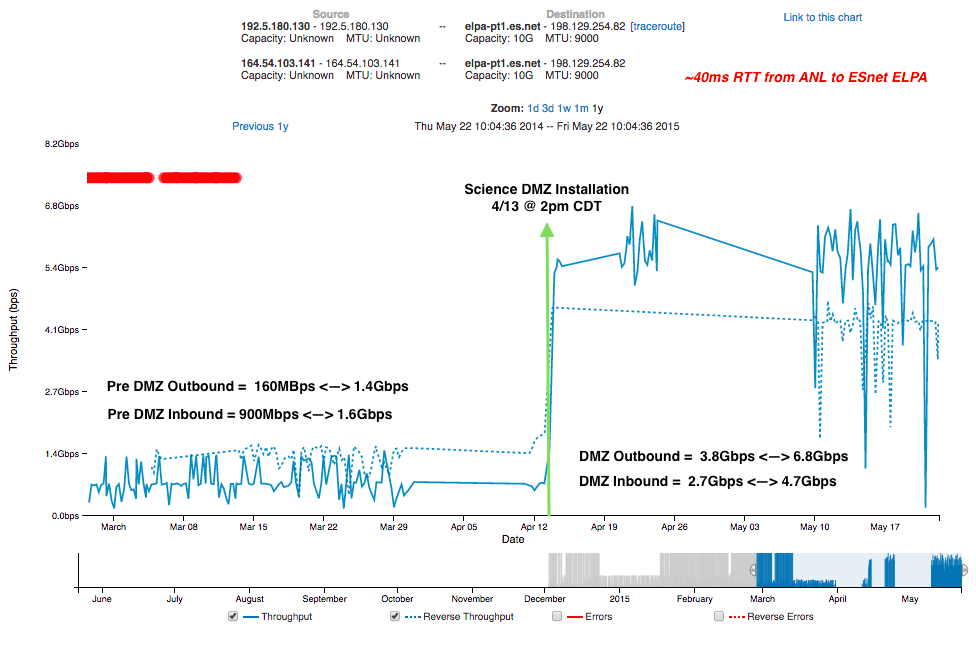 Source Destination
192.5.180.130 - 192.5.180.130 -- elpa-pt1.es.net - 198.129.254.82 [traceroute]
Capacity: Unknown MTU: Unknown Capacity: 10G MTU: 9000
Link to this chart
164.54.103.141 - 164.54.103.141 -- elpa-pt1.es.net - 198.129.254.82
Capacity: Unknown MTU: Unknown Capacity: 10G MTU: 9000
~40ms RTT from ANL to ESnet ELPA
Zoom: 1d 3d 1w 1m 1y
Previous 1y Thu May 22 10:04:36 2014 -- Fri May 22 10:04:36 2015
8.2Gbps
6.8Gbps
5.4Gbps
4.1Gbps
2.7Gbps
1.4Gbps
0.0bps
Throughput (bps)
Science DMZ Installation
4/13 @ 2pm CDT
Pre DMZ Outbound = 160MBps <—> 1.4Gbps
Pre DMZ Inbound = 900Mbps <—> 1.6Gbps
DMZ Outbound = 3.8Gbps <—> 6.8Gbps
DMZ Inbound = 2.7Gbps <—> 4.7Gbps
March Mar 08 Mar 15 Mar 22 Mar 29 Apr 05 Apr 12 Apr 19 Apr 26 May 03 May 10 May 17
Date
June July August September October November December 2015 February March April May
Throughput Reverse Throughput Errors Reverse Errors